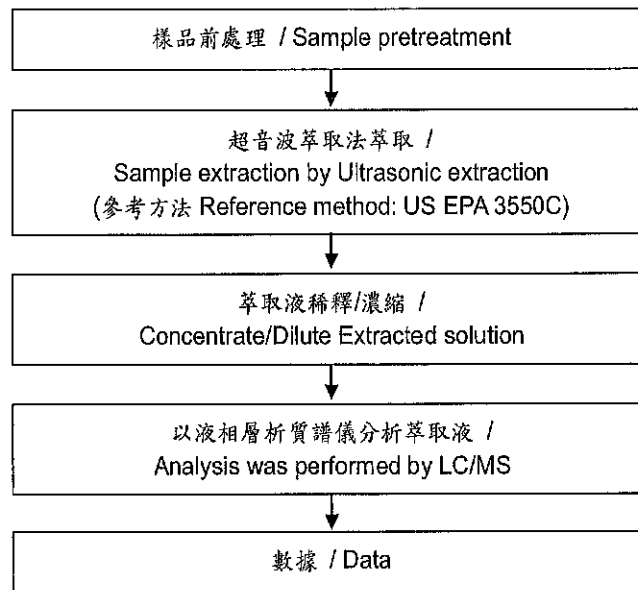 樣品前處理 / Sample pretreatment
超音波萃取法萃取 /
Sample extraction by Ultrasonic extraction
(參考方法 Reference method: US EPA 3550C)
萃取液稀釋/濃縮 /
Concentrate/Dilute Extracted solution
以液相層析質譜儀分析萃取液 /
Analysis was performed by LC/MS
數據 / Data